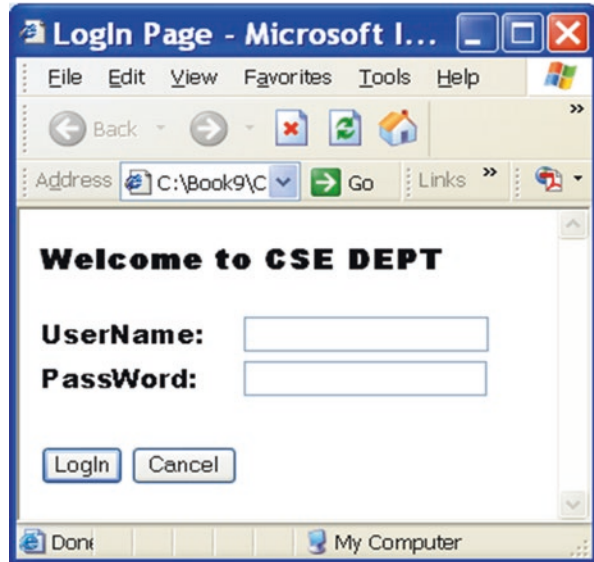 LogIn Page - Microsoft I...
File Edit View Favorites Tools Help
Back
Address C:\Book9\C Go Links
Welcome to CSE DEPT
UserName:
PassWord:
LogIn Cancel
Done My Computer